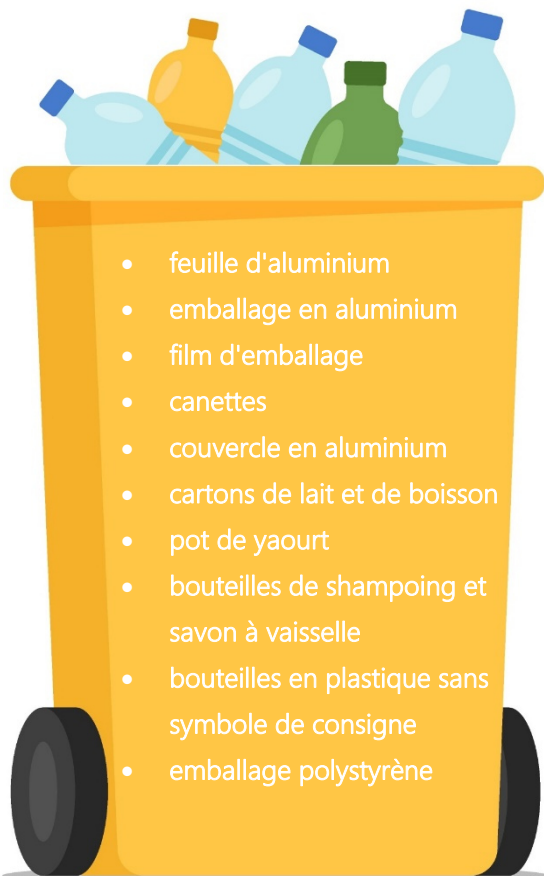 • feuille d'aluminium
• emballage en aluminium
• film d'emballage
• canettes
• couvercle en aluminium
• cartons de lait et de boisson
• pot de yaourt
• bouteilles de shampoing et
savon à vaisselle
• bouteilles en plastique sans
symbole de consigne
• emballage polystyrène